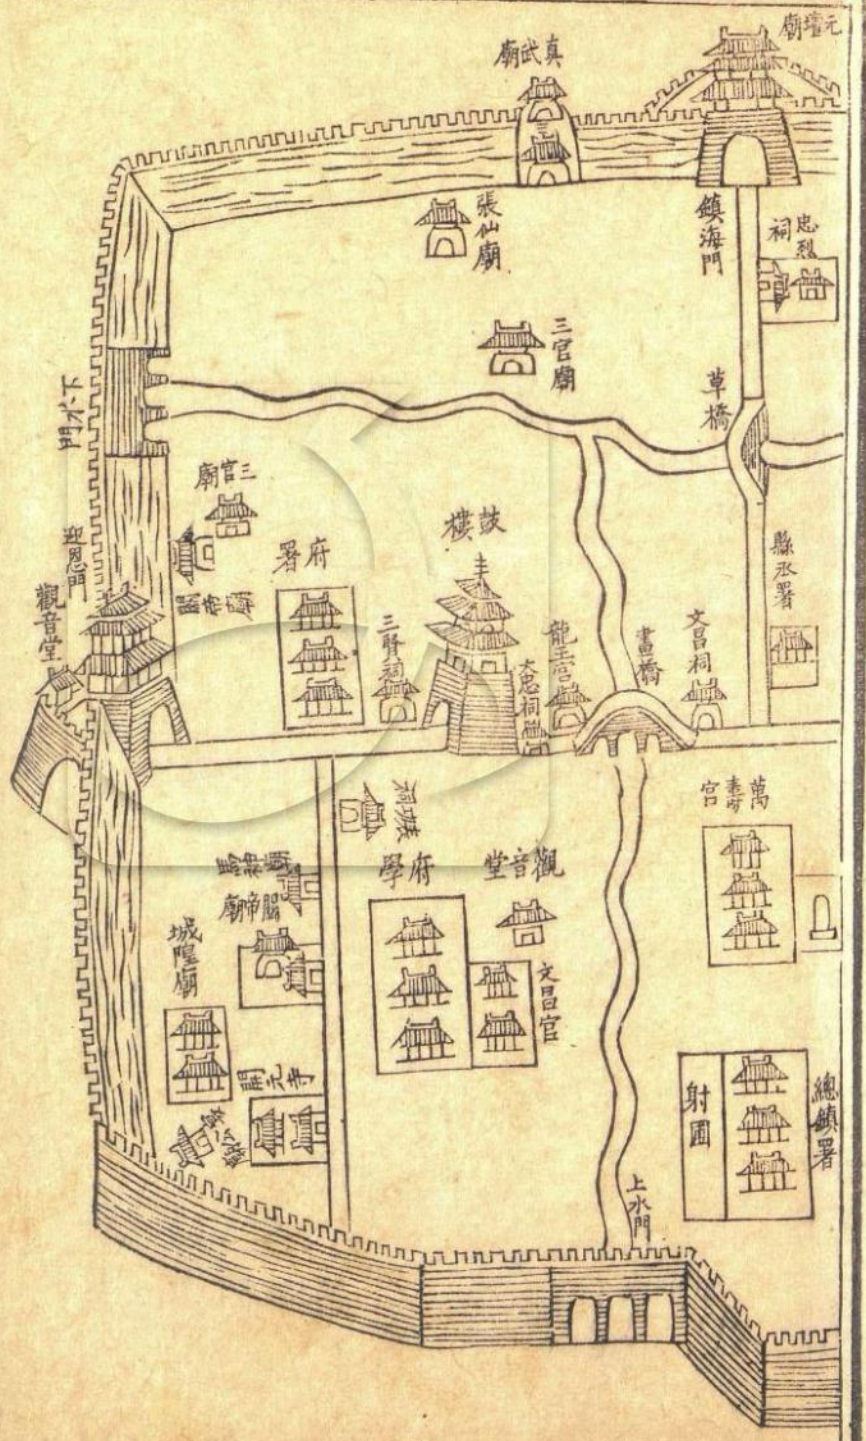 元壇廟
真武廟
鎮海門
忠烈祠
張仙廟
三官廟
草橋
下水門
三官廟
迎恩門
觀音堂
府署
鼓樓
三賢祠
大忠祠
龍王宮
畫橋
文昌祠
縣丞署
萬壽宮
府學
觀音堂
文昌宮
關帝廟
城隍廟
開元寺
射圃
總鎮署
上水門